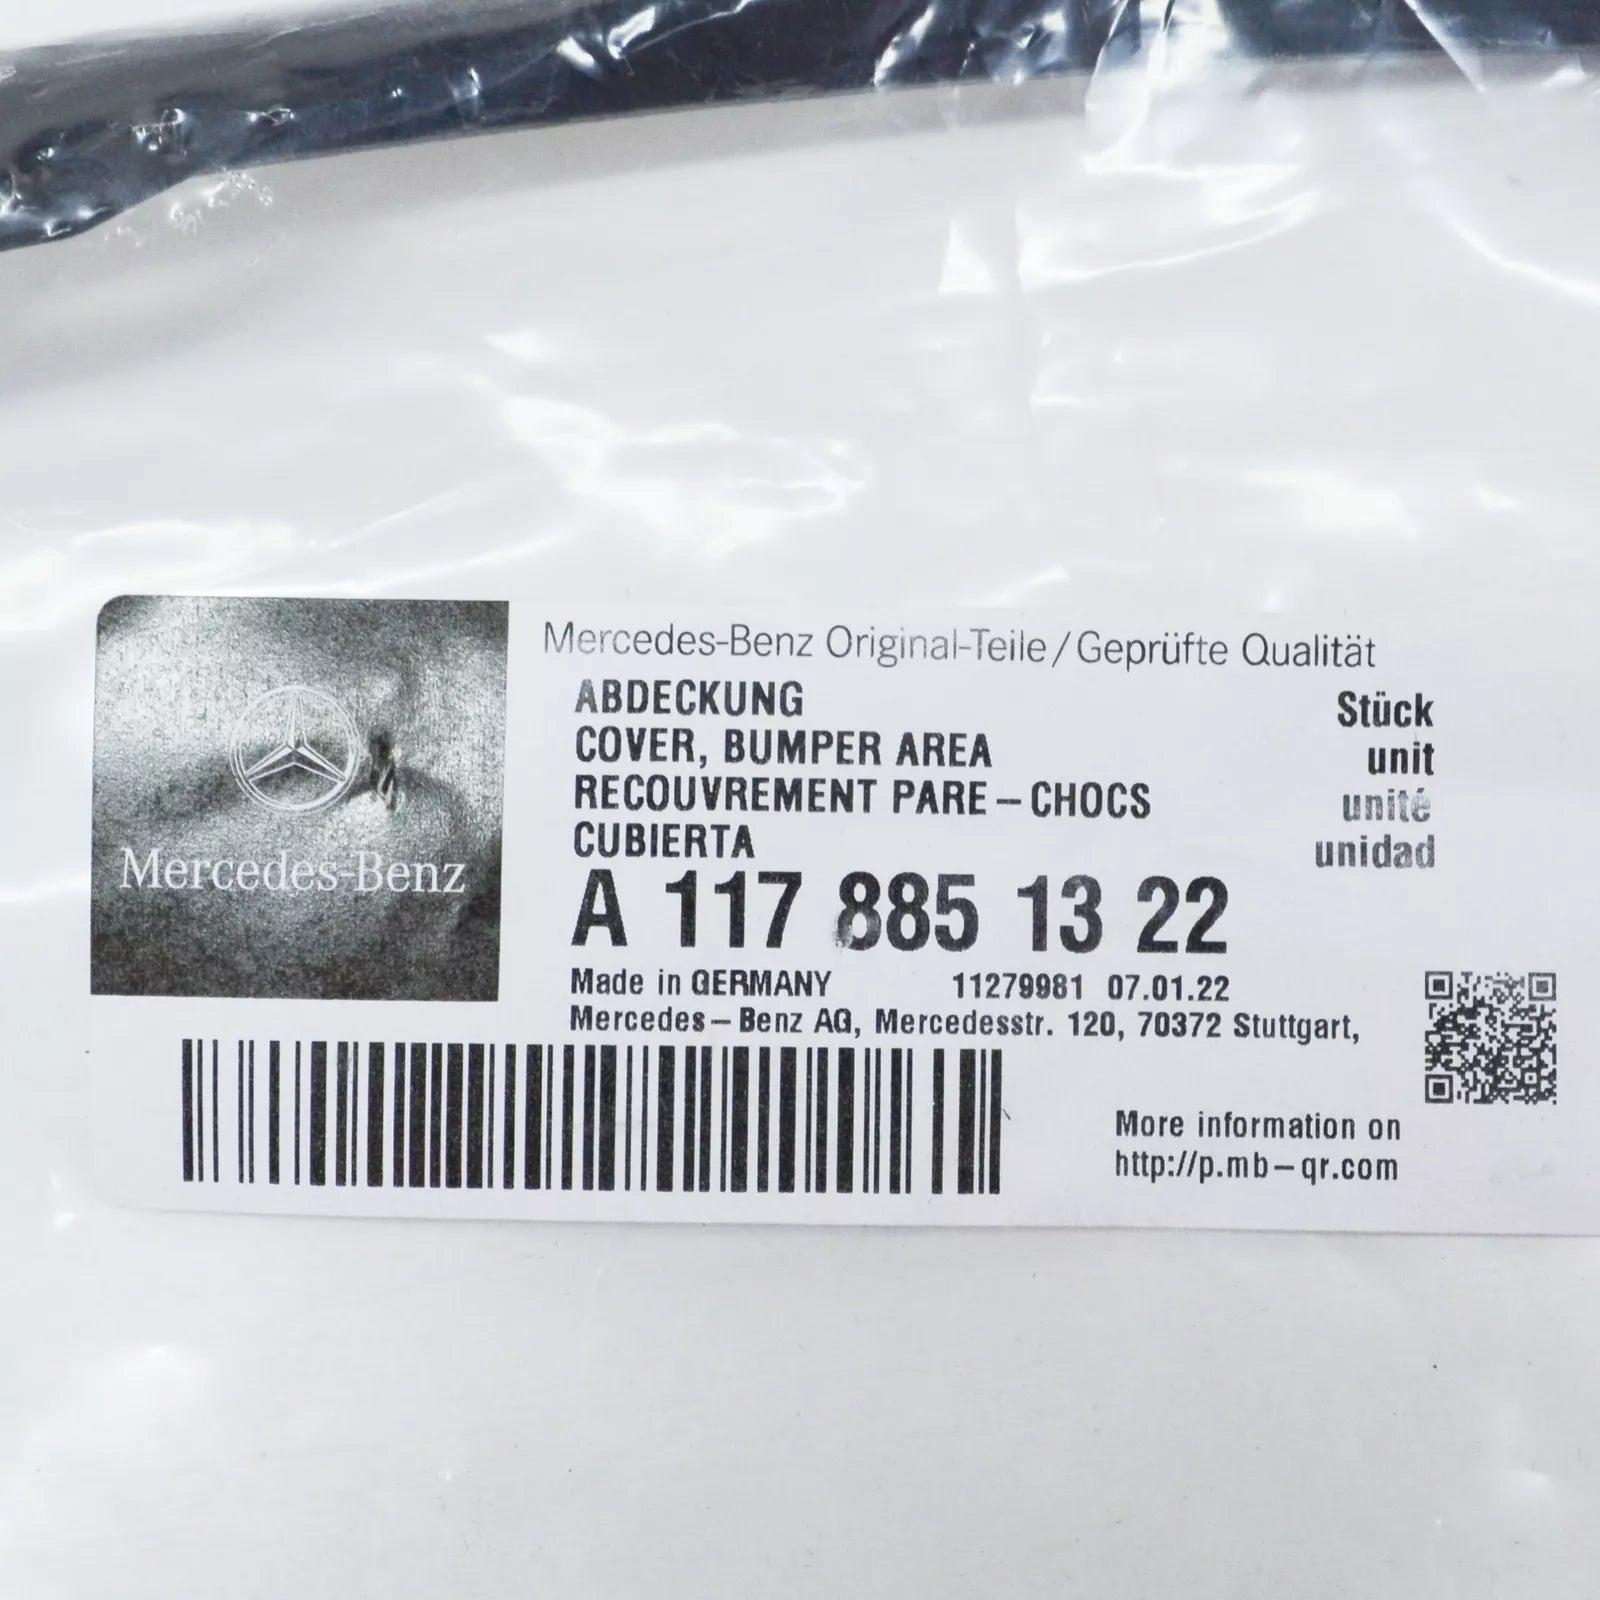 Mercedes-Benz
Mercedes-Benz Original-Teile/Geprüfte Qualität
ABDECKUNG Stück
COVER, BUMPER AREA unit
RECOUVREMENT PARE-CHOCS unité
CUBIERTA unidad
A 117 885 13 22
Made in GERMANY 11279981 07.01.22
Mercedes-Benz AG, Mercedesstr. 120, 70372 Stuttgart,
More information on
http://p.mb-qr.com